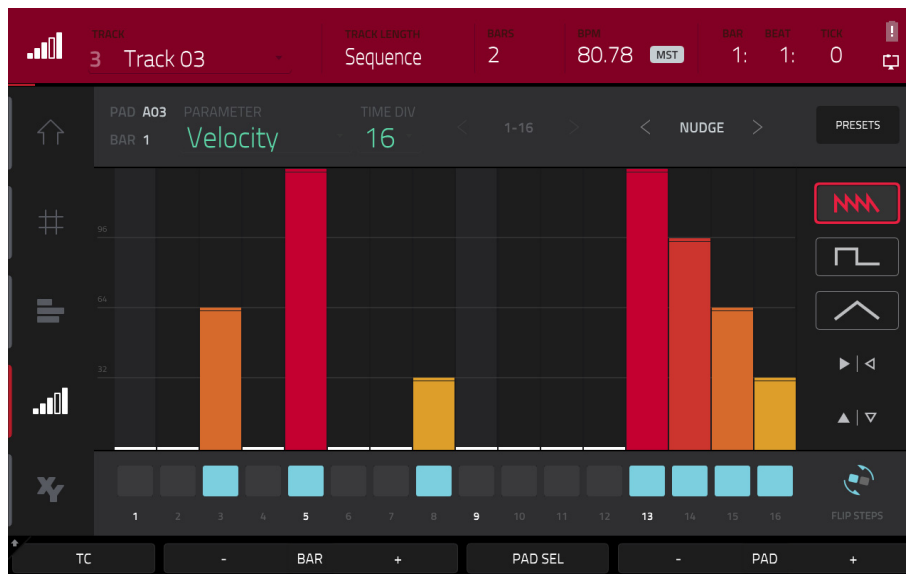 TRACK TRACK LENGTH BARS BPM BAR BEAT TICK !
3 Track 03 Sequence 2 80.78 MST 1: 1: 0
PAD A03 PARAMETER TIME DIV
BAR 1 Velocity 16 < 1-16 > < NUDGE > PRESETS
96
64
32
XY
1 2 3 4 5 6 7 8 9 10 11 12 13 14 15 16 FLIP STEPS
TC - BAR + PAD SEL - PAD +